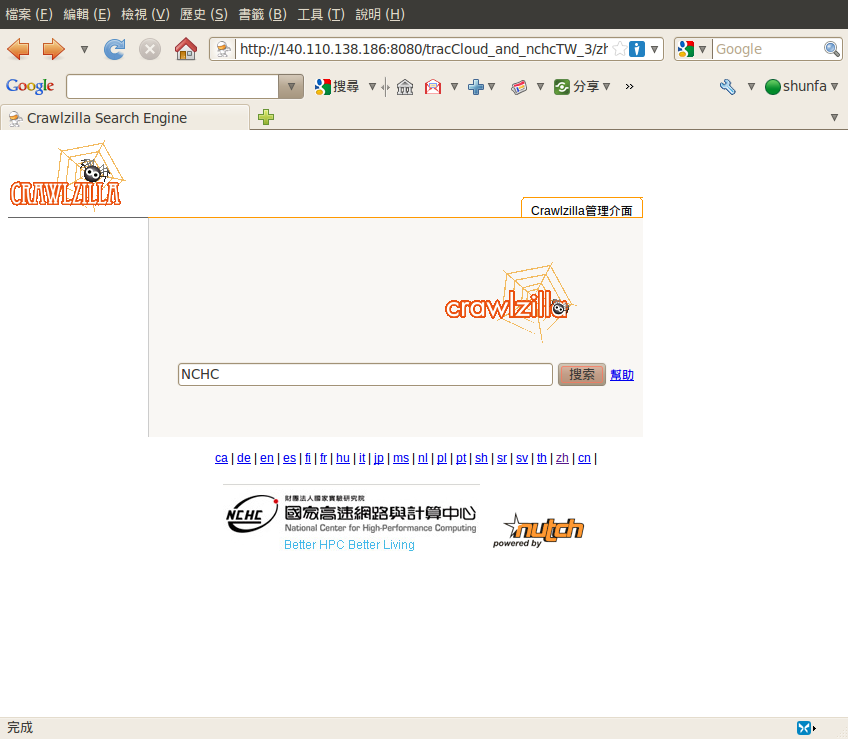 檔案 (F) 編輯 (E) 檢視 (V) 歷史 (S) 書籤 (B) 工具 (T) 說明 (H)
http://140.110.138.186:8080/tracCloud_and_nchcTW_3/zh
Google
Google 搜尋 分享 » shunfa
Crawlzilla Search Engine
CRAWLZILLA
Crawlzilla管理介面
crawlzilla
NCHC 搜索 幫助
ca | de | en | es | fi | fr | hu | it | jp | ms | nl | pl | pt | sh | sr | sv | th | zh | cn |
財團法人國家實驗研究院
NCHC 國家高速網路與計算中心
National Center for High-Performance Computing
Better HPC Better Living
nutch
powered by
完成